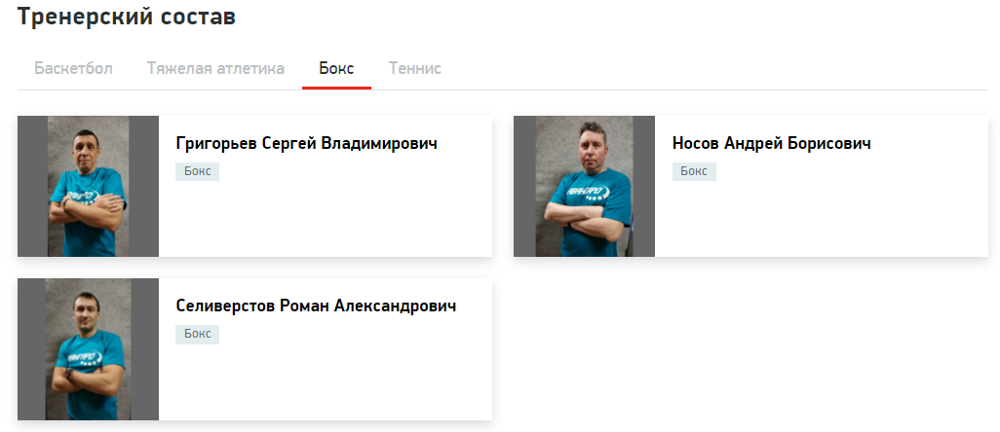 Тренерский состав
Баскетбол Тяжелая атлетика Бокс Теннис
Григорьев Сергей Владимирович
Бокс
Носов Андрей Борисович
Бокс
Селиверстов Роман Александрович
Бокс